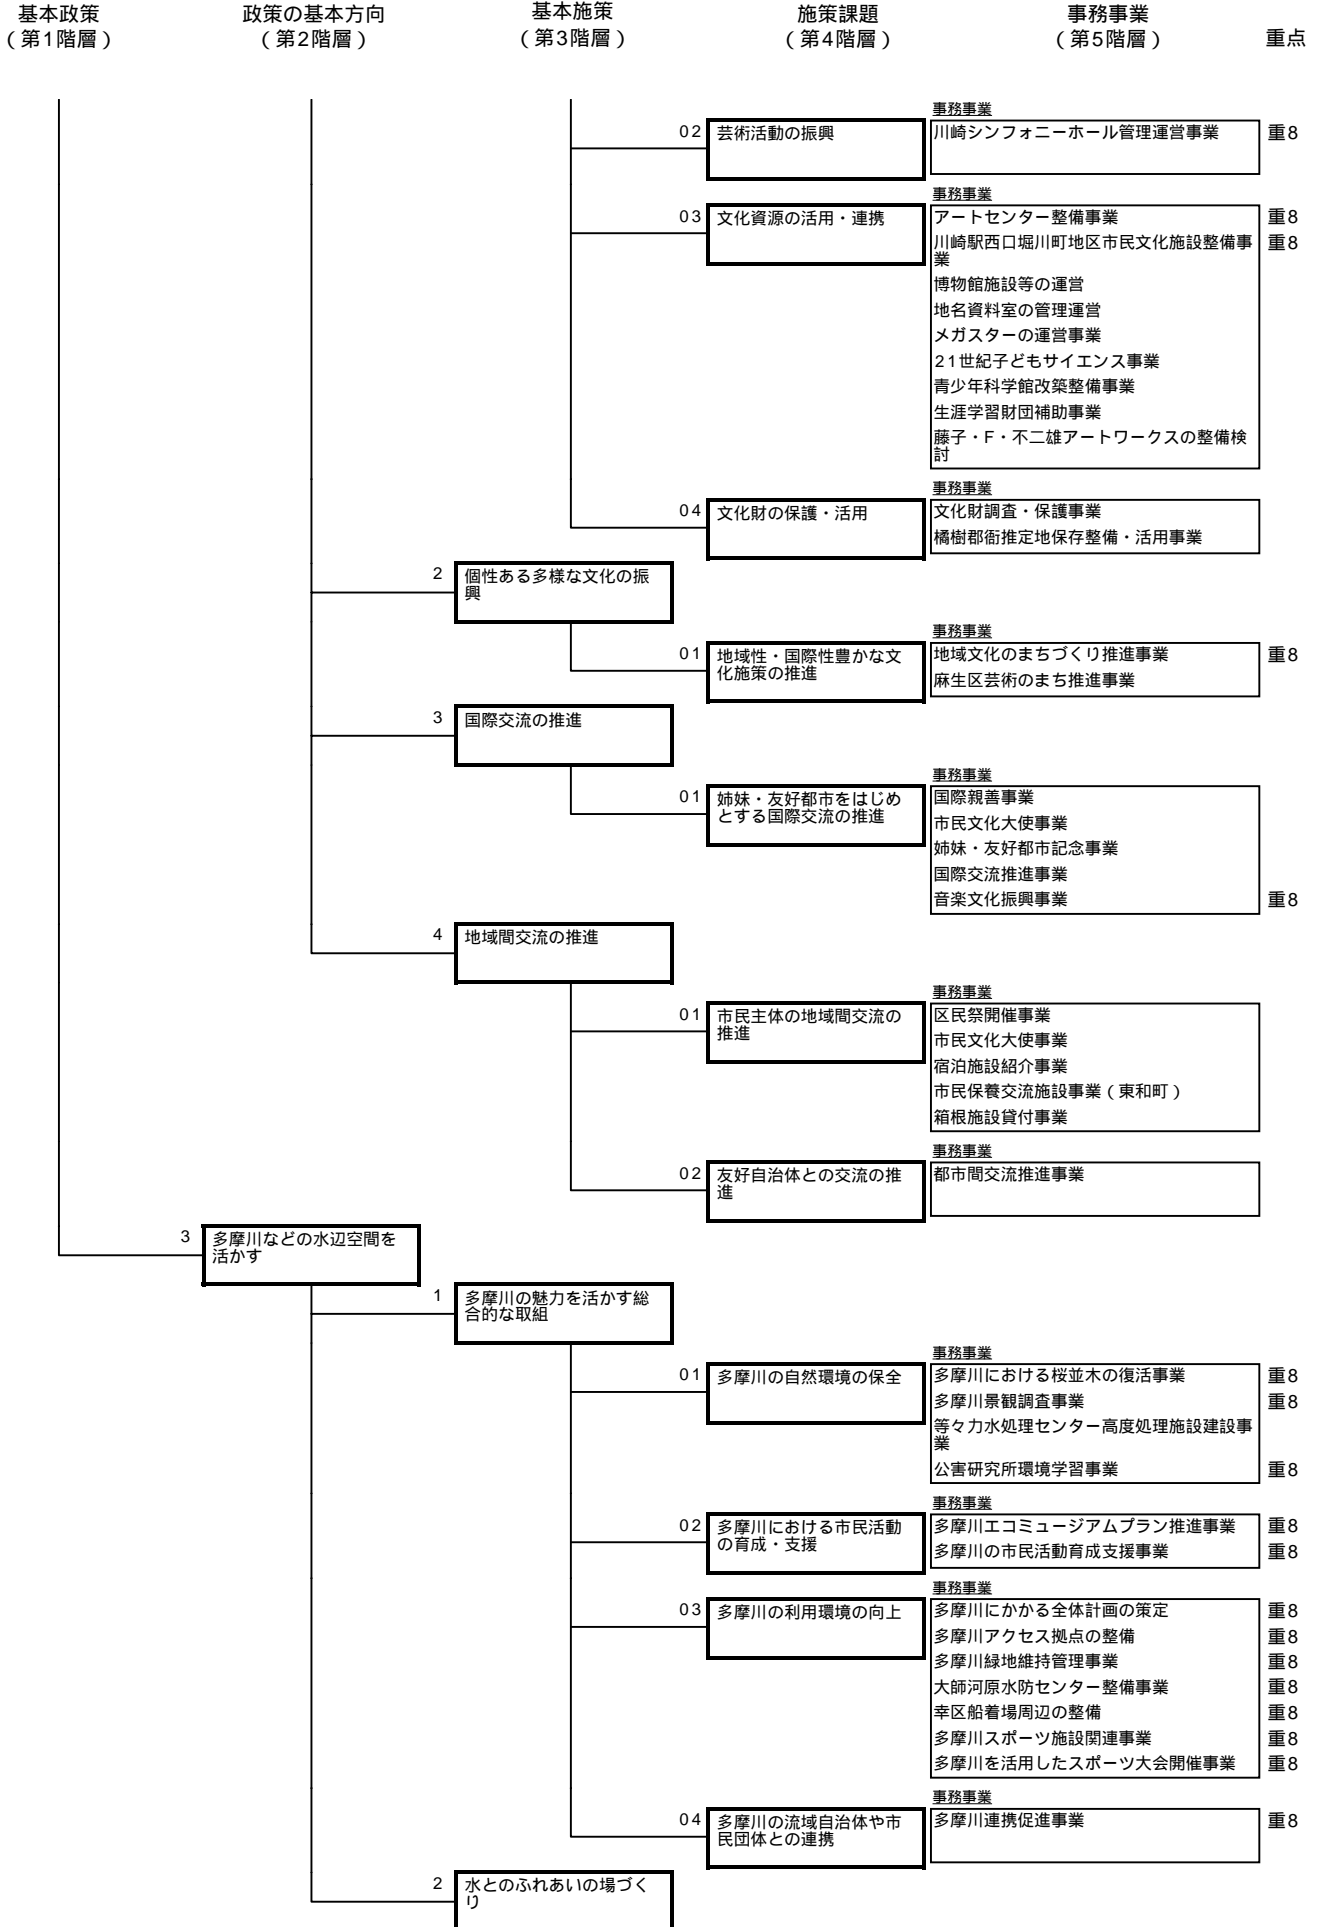 基本政策
（第1階層）
政策の基本方向
（第2階層）
基本施策
（第3階層）
施策課題
（第4階層）
事務事業
（第5階層）
重点
事務事業
02 芸術活動の振興
川崎シンフォニーホール管理運営事業 重8
事務事業
03 文化資源の活用・連携
アートセンター整備事業 重8
川崎駅西口堀川町地区市民文化施設整備事 重8
業
博物館施設等の運営
地名資料室の管理運営
メガスターの運営事業
21世紀子どもサイエンス事業
青少年科学館改築整備事業
生涯学習財団補助事業
藤子・F・不二雄アートワークスの整備検
討
事務事業
04 文化財の保護・活用
文化財調査・保護事業
橘樹郡衙推定地保存整備・活用事業
2 個性ある多様な文化の振
興
事務事業
01 地域性・国際性豊かな文
化施策の推進
地域文化のまちづくり推進事業 重8
麻生区芸術のまち推進事業
3 国際交流の推進
事務事業
01 姉妹・友好都市をはじめ
とする国際交流の推進
国際親善事業
市民文化大使事業
姉妹・友好都市記念事業
国際交流推進事業
音楽文化振興事業 重8
4 地域間交流の推進
事務事業
01 市民主体の地域間交流の
推進
区民祭開催事業
市民文化大使事業
宿泊施設紹介事業
市民保養交流施設事業（東和町）
箱根施設貸付事業
事務事業
02 友好自治体との交流の推
進
都市間交流推進事業
3 多摩川などの水辺空間を
活かす
1 多摩川の魅力を活かす総
合的な取組
事務事業
01 多摩川の自然環境の保全
多摩川における桜並木の復活事業 重8
多摩川景観調査事業 重8
等々力水処理センター高度処理施設建設事
業
公害研究所環境学習事業 重8
事務事業
02 多摩川における市民活動
の育成・支援
多摩川エコミュージアムプラン推進事業 重8
多摩川の市民活動育成支援事業 重8
事務事業
03 多摩川の利用環境の向上
多摩川にかかる全体計画の策定 重8
多摩川アクセス拠点の整備 重8
多摩川緑地維持管理事業 重8
大師河原水防センター整備事業 重8
幸区船着場周辺の整備 重8
多摩川スポーツ施設関連事業 重8
多摩川を活用したスポーツ大会開催事業 重8
事務事業
04 多摩川の流域自治体や市
民団体との連携
多摩川連携促進事業 重8
2 水とのふれあいの場づく
り